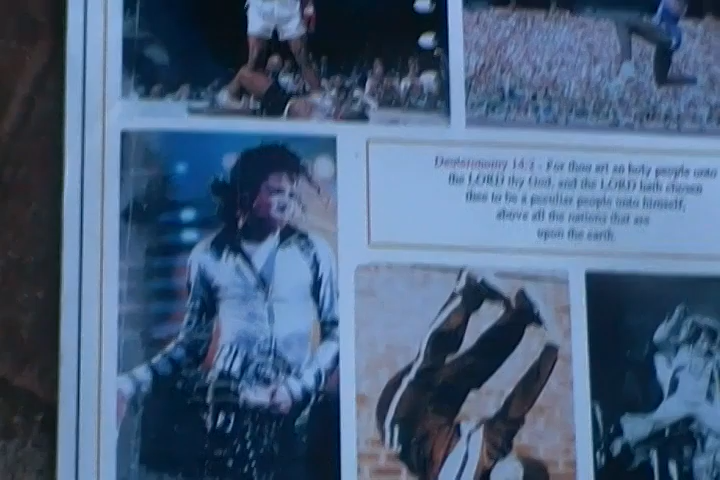 Deuteronomy 14:2 - For thou art an holy people unto
the LORD thy God, and the LORD hath chosen
thee to be a peculiar people unto himself,
above all the nations that are
upon the earth.